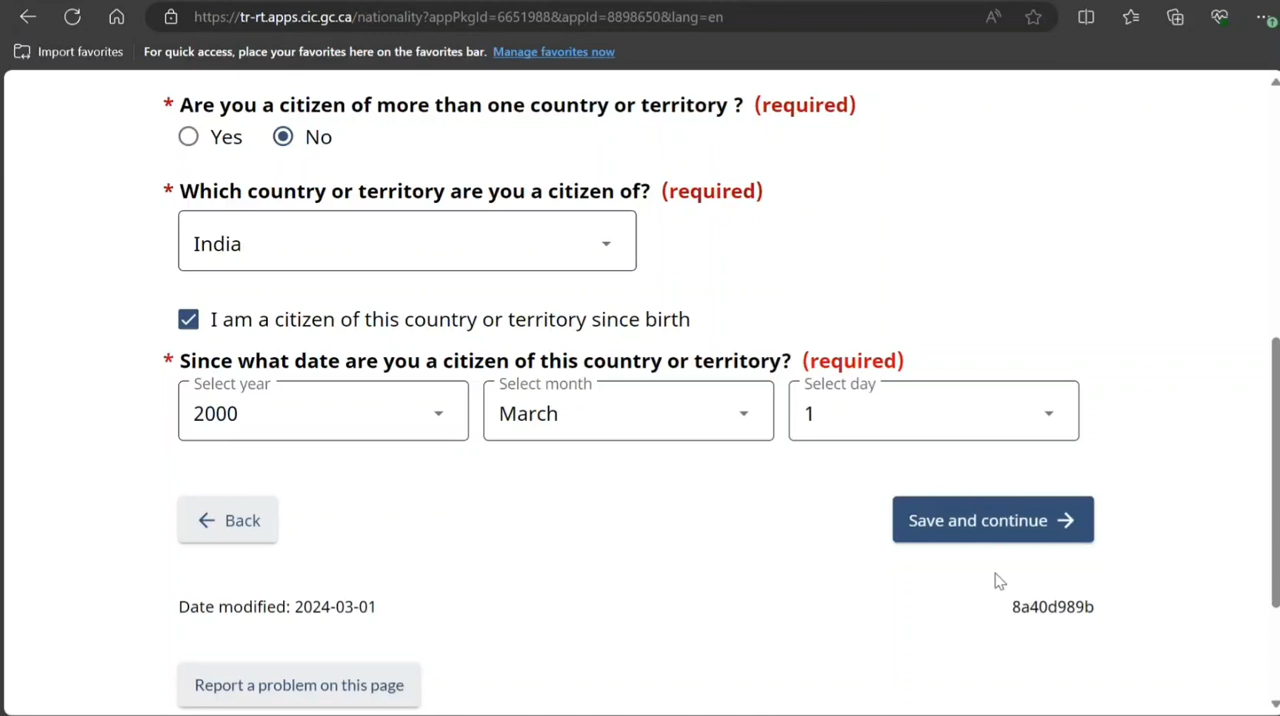 https://tr-rt.apps.cic.gc.ca/nationality?appPkgId=6651988&appId=8898650&lang=en
Import favorites For quick access, place your favorites here on the favorites bar. Manage favorites now
* Are you a citizen of more than one country or territory ? (required)
Yes No
* Which country or territory are you a citizen of? (required)
India
I am a citizen of this country or territory since birth
* Since what date are you a citizen of this country or territory? (required)
Select year Select month Select day
2000 March 1
Back Save and continue
Date modified: 2024-03-01 8a40d989b
Report a problem on this page